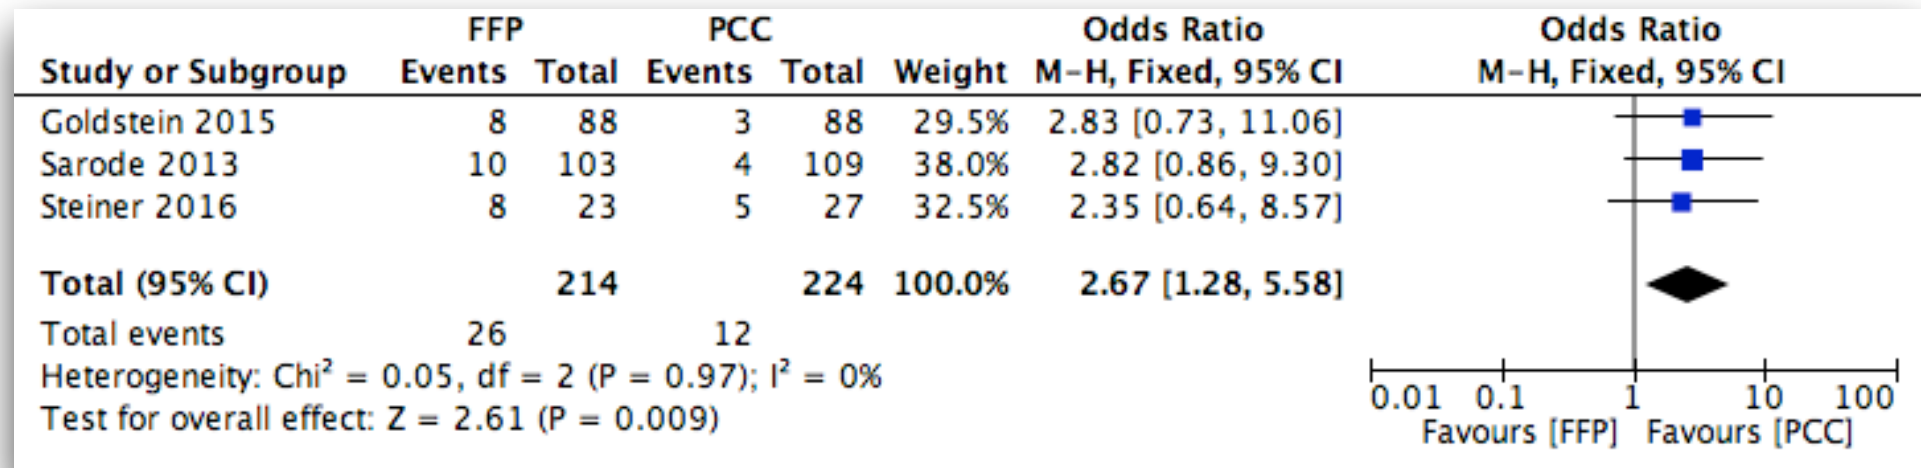 FFP PCC Odds Ratio Odds Ratio
Study or Subgroup Events Total Events Total Weight M-H, Fixed, 95% CI M-H, Fixed, 95% CI
Goldstein 2015 8 88 3 88 29.5% 2.83 [0.73, 11.06]
Sarode 2013 10 103 4 109 38.0% 2.82 [0.86, 9.30]
Steiner 2016 8 23 5 27 32.5% 2.35 [0.64, 8.57]
Total (95% CI) 214 224 100.0% 2.67 [1.28, 5.58]
Total events 26 12
Heterogeneity: Chi² = 0.05, df = 2 (P = 0.97); I² = 0%
Test for overall effect: Z = 2.61 (P = 0.009)
0.01 0.1 1 10 100
Favours [FFP] Favours [PCC]